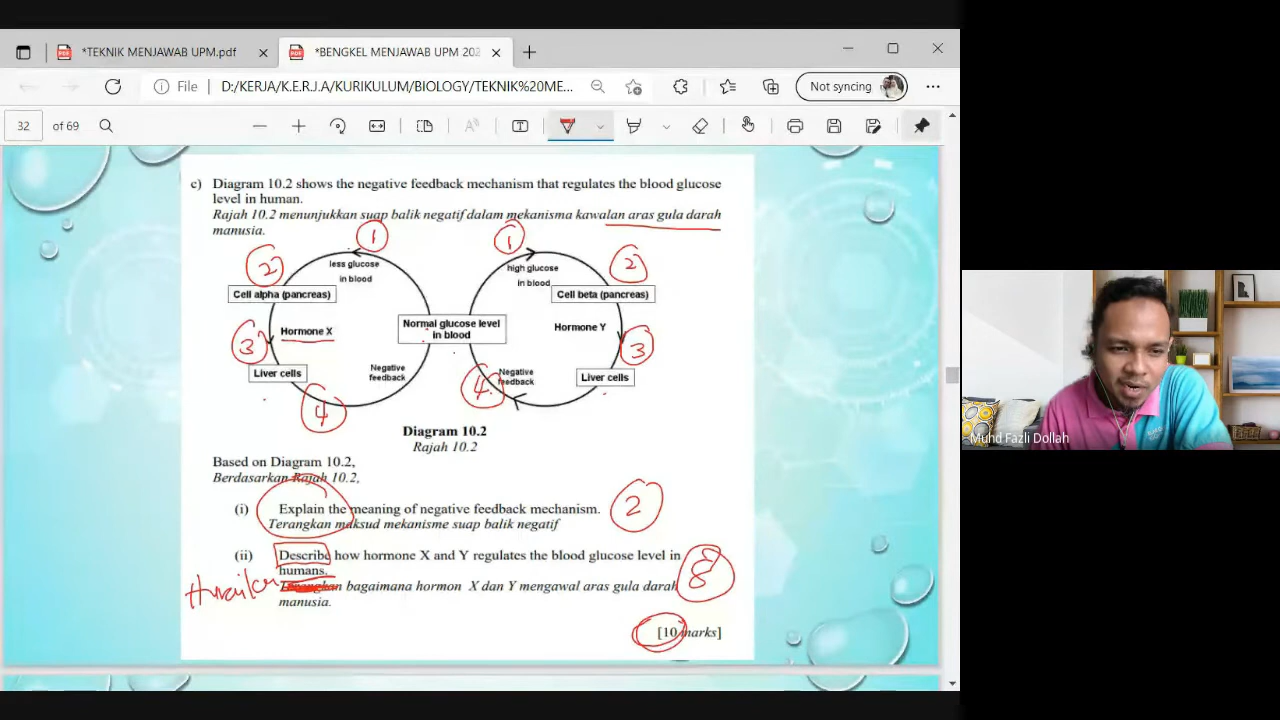 *TEKNIK MENJAWAB UPM.pdf
*BENGKEL MENJAWAB UPM 202
File
D:/KERJA/K.E.R.J.A/KURIKULUM/BIOLOGY/TEKNIK%20ME...
Not syncing
32 of 69
c) Diagram 10.2 shows the negative feedback mechanism that regulates the blood glucose
level in human.
Rajah 10.2 menunjukkan suap balik negatif dalam mekanisma kawalan aras gula darah
manusia.
1 1
2 less glucose high glucose 2
in blood in blood
Cell alpha (pancreas) Cell beta (pancreas)
Hormone X Normal glucose level Hormone Y
in blood
3 3
Liver cells Negative Negative Liver cells
feedback feedback
4 4
Diagram 10.2
Rajah 10.2
Based on Diagram 10.2,
Berdasarkan Rajah 10.2,
(i) Explain the meaning of negative feedback mechanism. 2
Terangkan maksud mekanisme suap balik negatif
(ii) Describe how hormone X and Y regulates the blood glucose level in
humans. 8
Huraikan Terangkan bagaimana hormon X dan Y mengawal aras gula darah
manusia.
[10 marks]
Muhd Fazli Dollah